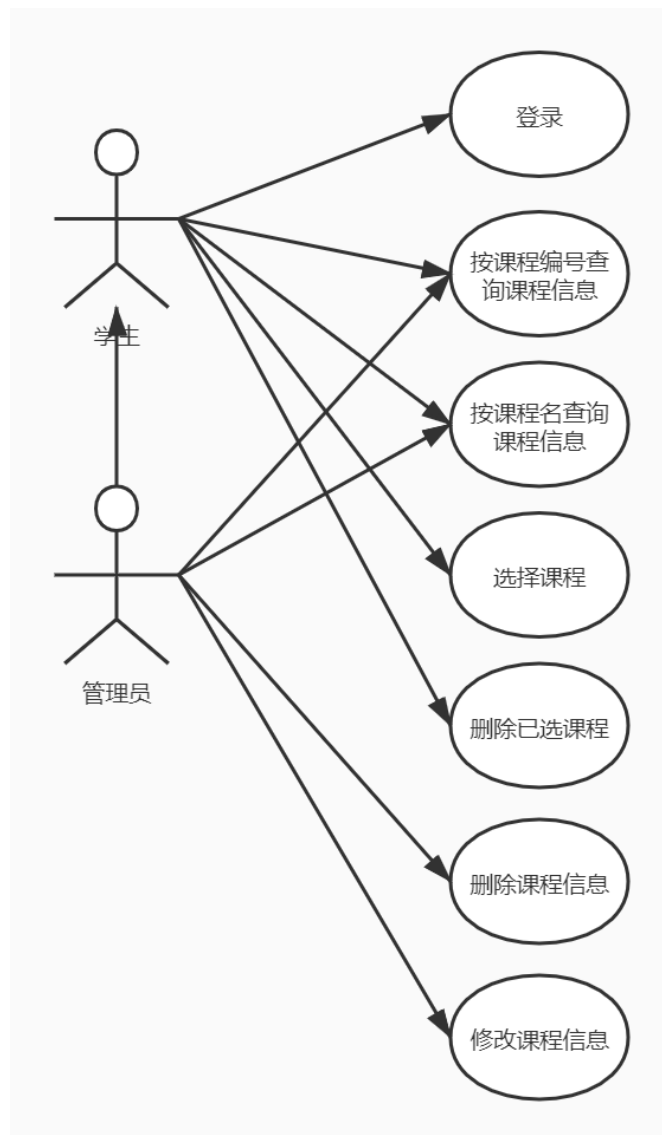 登录
按课程编号查
询课程信息
学生
按课程名查询
课程信息
选择课程
管理员
删除已选课程
删除课程信息
修改课程信息